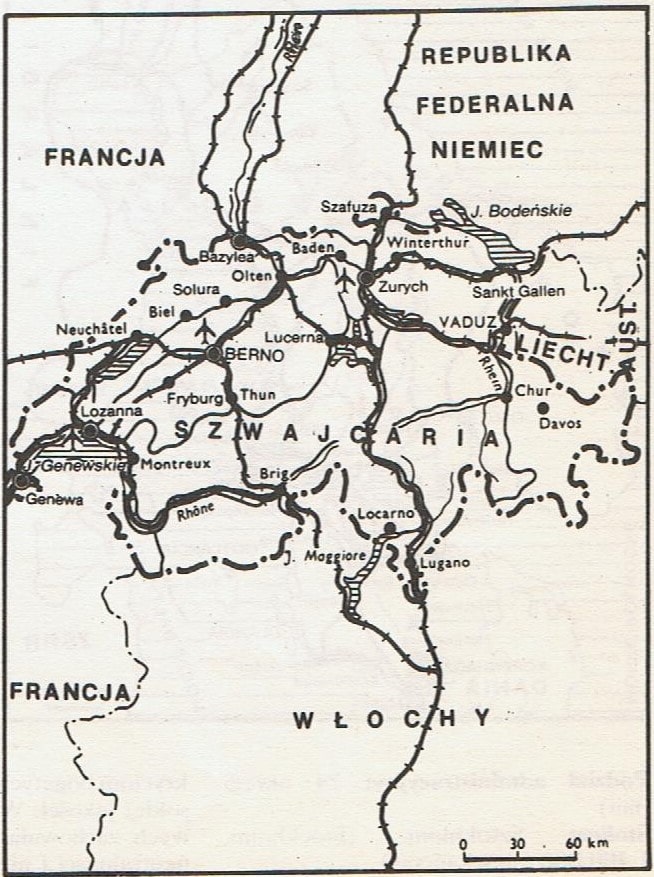 REPUBLIKA
FEDERALNA
NIEMIEC
Rhein
FRANCJA
Szafuza
J. Bodeńskie
Bazylea
Baden
Winterthur
Olten
Zurych
Sankt Gallen
Solura
Biel
Neuchâtel
Lucerna
VADUZ
BERNO
LIECHT.
AUST.
Rhein
Fryburg
Thun
Chur
Davos
Lozanna
SZWAJCARIA
J. Genewskie
Montreux
Genewa
Brig
Rhône
Locarno
J. Maggiore
Lugano
FRANCJA
WŁOCHY
0 30 60 km